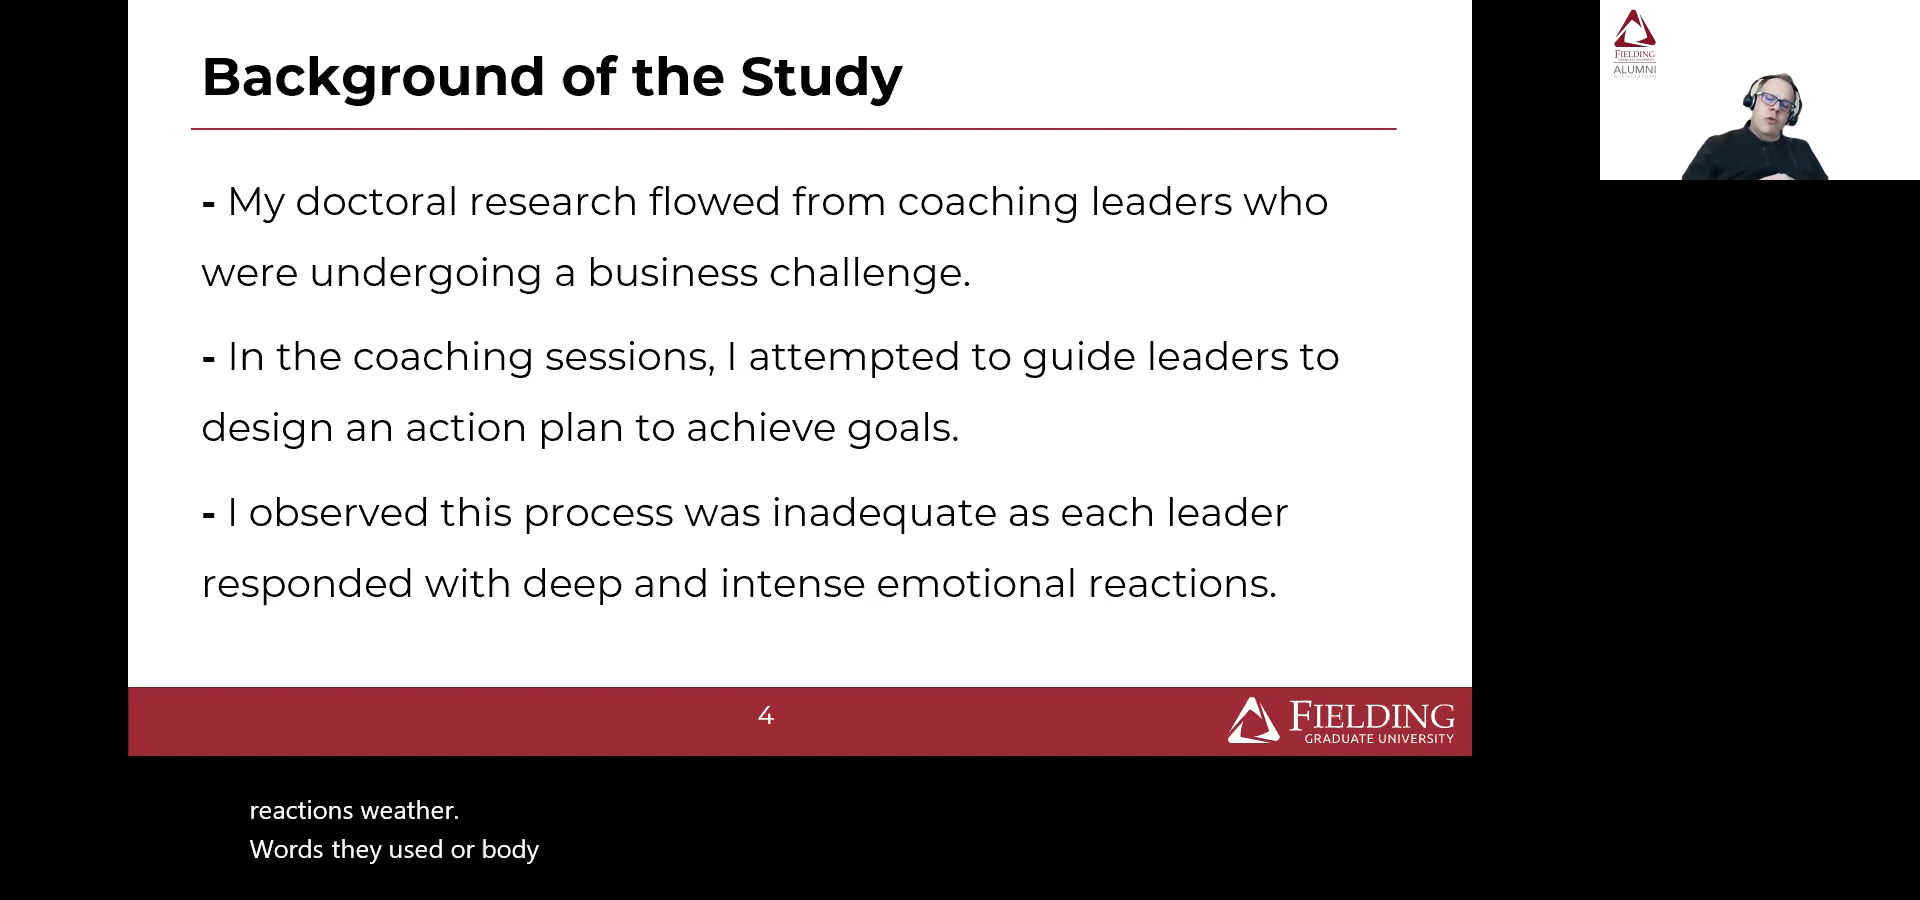 Background of the Study
- My doctoral research flowed from coaching leaders who
were undergoing a business challenge.
- In the coaching sessions, I attempted to guide leaders to
design an action plan to achieve goals.
- I observed this process was inadequate as each leader
responded with deep and intense emotional reactions.
4
FIELDING
GRADUATE UNIVERSITY
FIELDING
GRADUATE UNIVERSITY
ALUMNI
ASSOCIATION
reactions weather.
Words they used or body